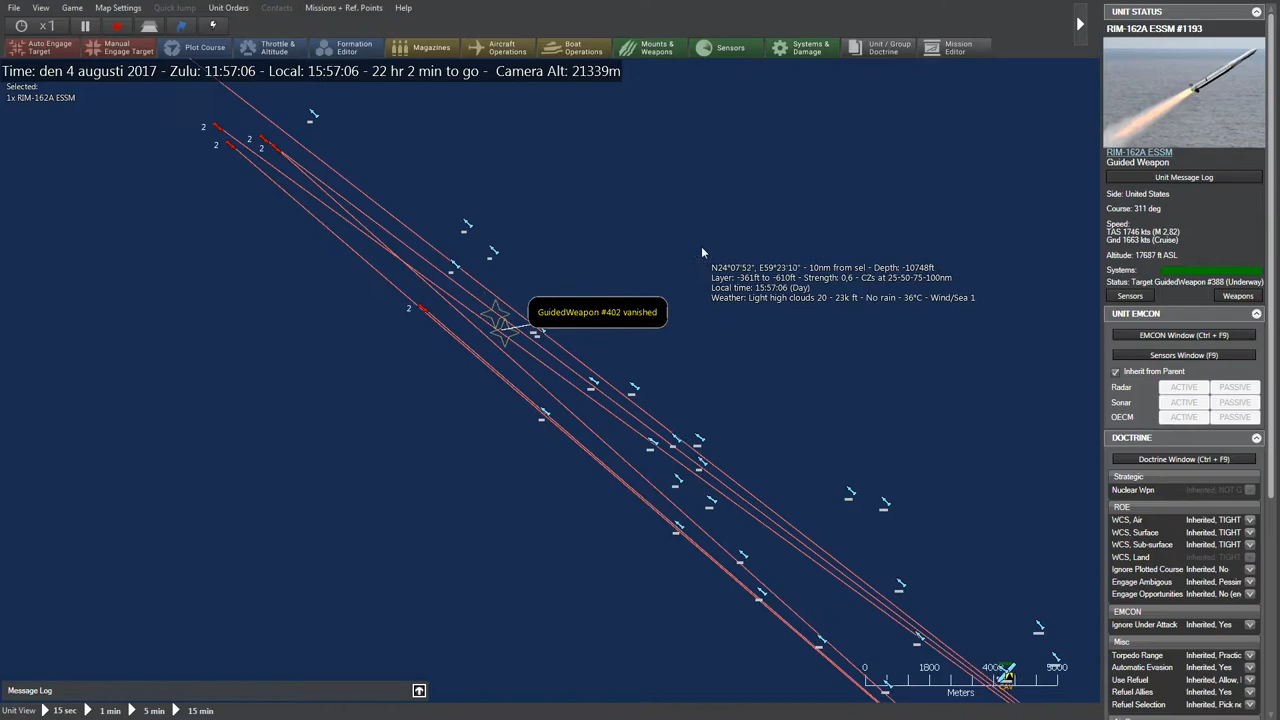 File View Game Map Settings Quick Jump Unit Orders Contacts Missions + Ref. Points Help
×1
Auto Engage Target
Manual Engage Target
Plot Course
Throttle & Altitude
Formation Editor
Magazines
Aircraft Operations
Boat Operations
Mounts & Weapons
Sensors
Systems & Damage
Unit / Group Doctrine
Mission Editor
Time: den 4 augusti 2017 - Zulu: 11:57:06 - Local: 15:57:06 - 22 hr 2 min to go - Camera Alt: 21339m
Selected:
1x RIM-162A ESSM
2
2
2
2
2
N24°07'52", E59°23'10" - 10nm from sel - Depth: -10748ft
Layer: -361ft to -610ft - Strength: 0,6 - CZs at 25-50-75-100nm
Local time: 15:57:06 (Day)
Weather: Light high clouds 20 - 23k ft - No rain - 36°C - Wind/Sea 1
GuidedWeapon #402 vanished
0 1800 4000 5000
Meters
CAV
Message Log
Unit View 15 sec 1 min 5 min 15 min
UNIT STATUS
RIM-162A ESSM #1193
RIM-162A ESSM
Guided Weapon
Unit Message Log
Side: United States
Course: 311 deg
Speed:
TAS 1746 kts (M 2,82)
Gnd 1663 kts (Cruise)
Altitude: 17687 ft ASL
Systems:
Status: Target GuidedWeapon #388 (Underway)
Sensors Weapons
UNIT EMCON
EMCON Window (Ctrl + F9)
Sensors Window (F9)
Inherit from Parent
Radar ACTIVE PASSIVE
Sonar ACTIVE PASSIVE
OECM ACTIVE PASSIVE
DOCTRINE
Doctrine Window (Ctrl + F9)
Strategic
Nuclear Wpn Inherited, NOT G
ROE
WCS, Air Inherited, TIGHT
WCS, Surface Inherited, TIGHT
WCS, Sub-surface Inherited, TIGHT
WCS, Land Inherited, TIGHT
Ignore Plotted Course Inherited, No
Engage Ambiguous Inherited, Pessin
Engage Opportunities Inherited, No (en
EMCON
Ignore Under Attack Inherited, Yes
Misc
Torpedo Range Inherited, Practic
Automatic Evasion Inherited, Yes
Use Refuel Inherited, Allow,
Refuel Allies Inherited, Yes
Refuel Selection Inherited, Pick ne